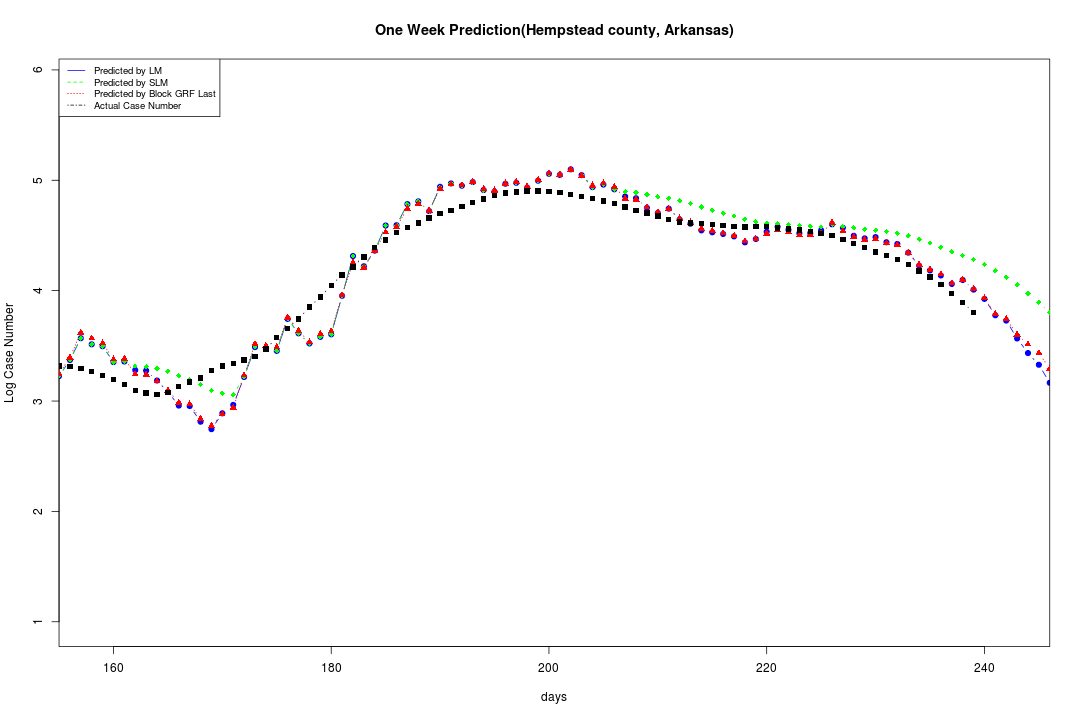 One Week Prediction(Hempstead county, Arkansas)
Predicted by LM
Predicted by SLM
Predicted by Block GRF Last
Actual Case Number
Log Case Number
6
5
4
3
2
1
160 180 200 220 240
days